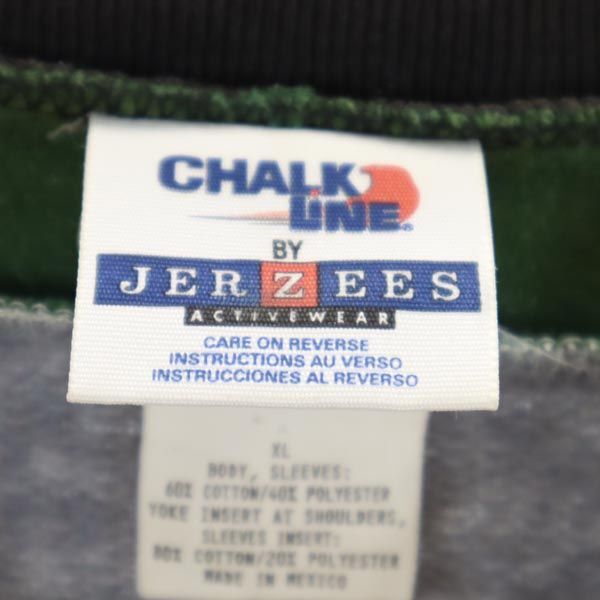 CHALK
LINE®
BY
JERZEES
ACTIVEWEAR
CARE ON REVERSE
INSTRUCTIONS AU VERSO
INSTRUCCIONES AL REVERSO
XL
BODY, SLEEVES:
60% COTTON/40% POLYESTER
YOKE INSERT AT SHOULDERS,
SLEEVES INSERT:
80% COTTON/20% POLYESTER
MADE IN MEXICO